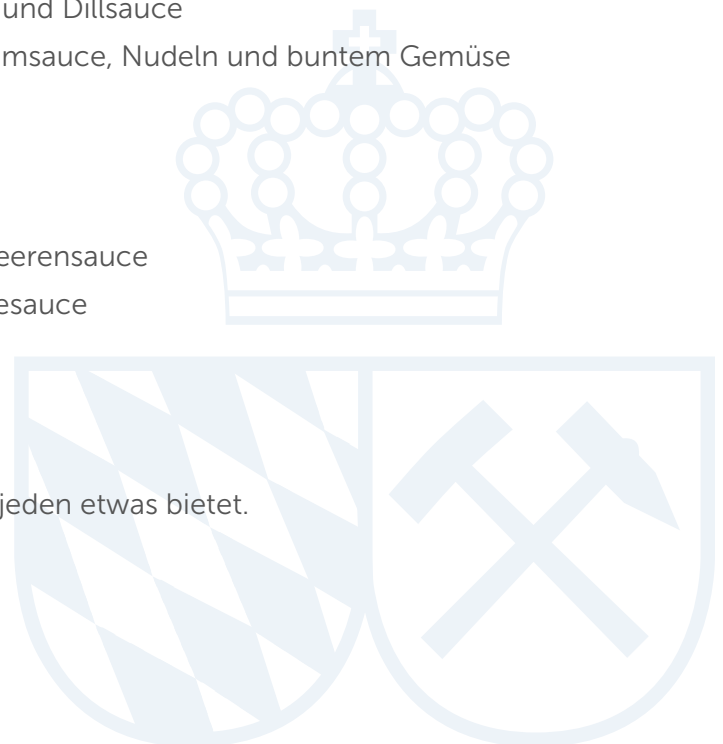 und Dillsauce
msauce, Nudeln und buntem Gemüse
eerensauce
esauce
jeden etwas bietet.